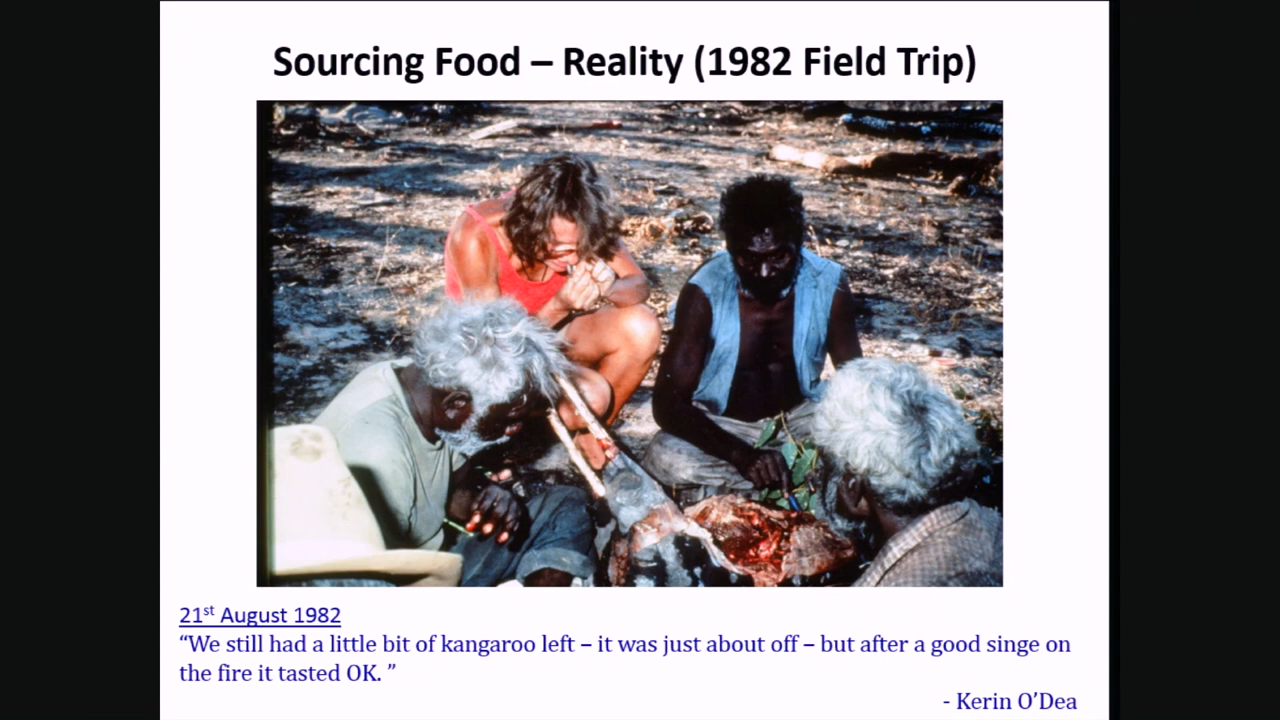 Sourcing Food – Reality (1982 Field Trip)
21st August 1982
“We still had a little bit of kangaroo left – it was just about off – but after a good singe on
the fire it tasted OK. ”
- Kerin O’Dea